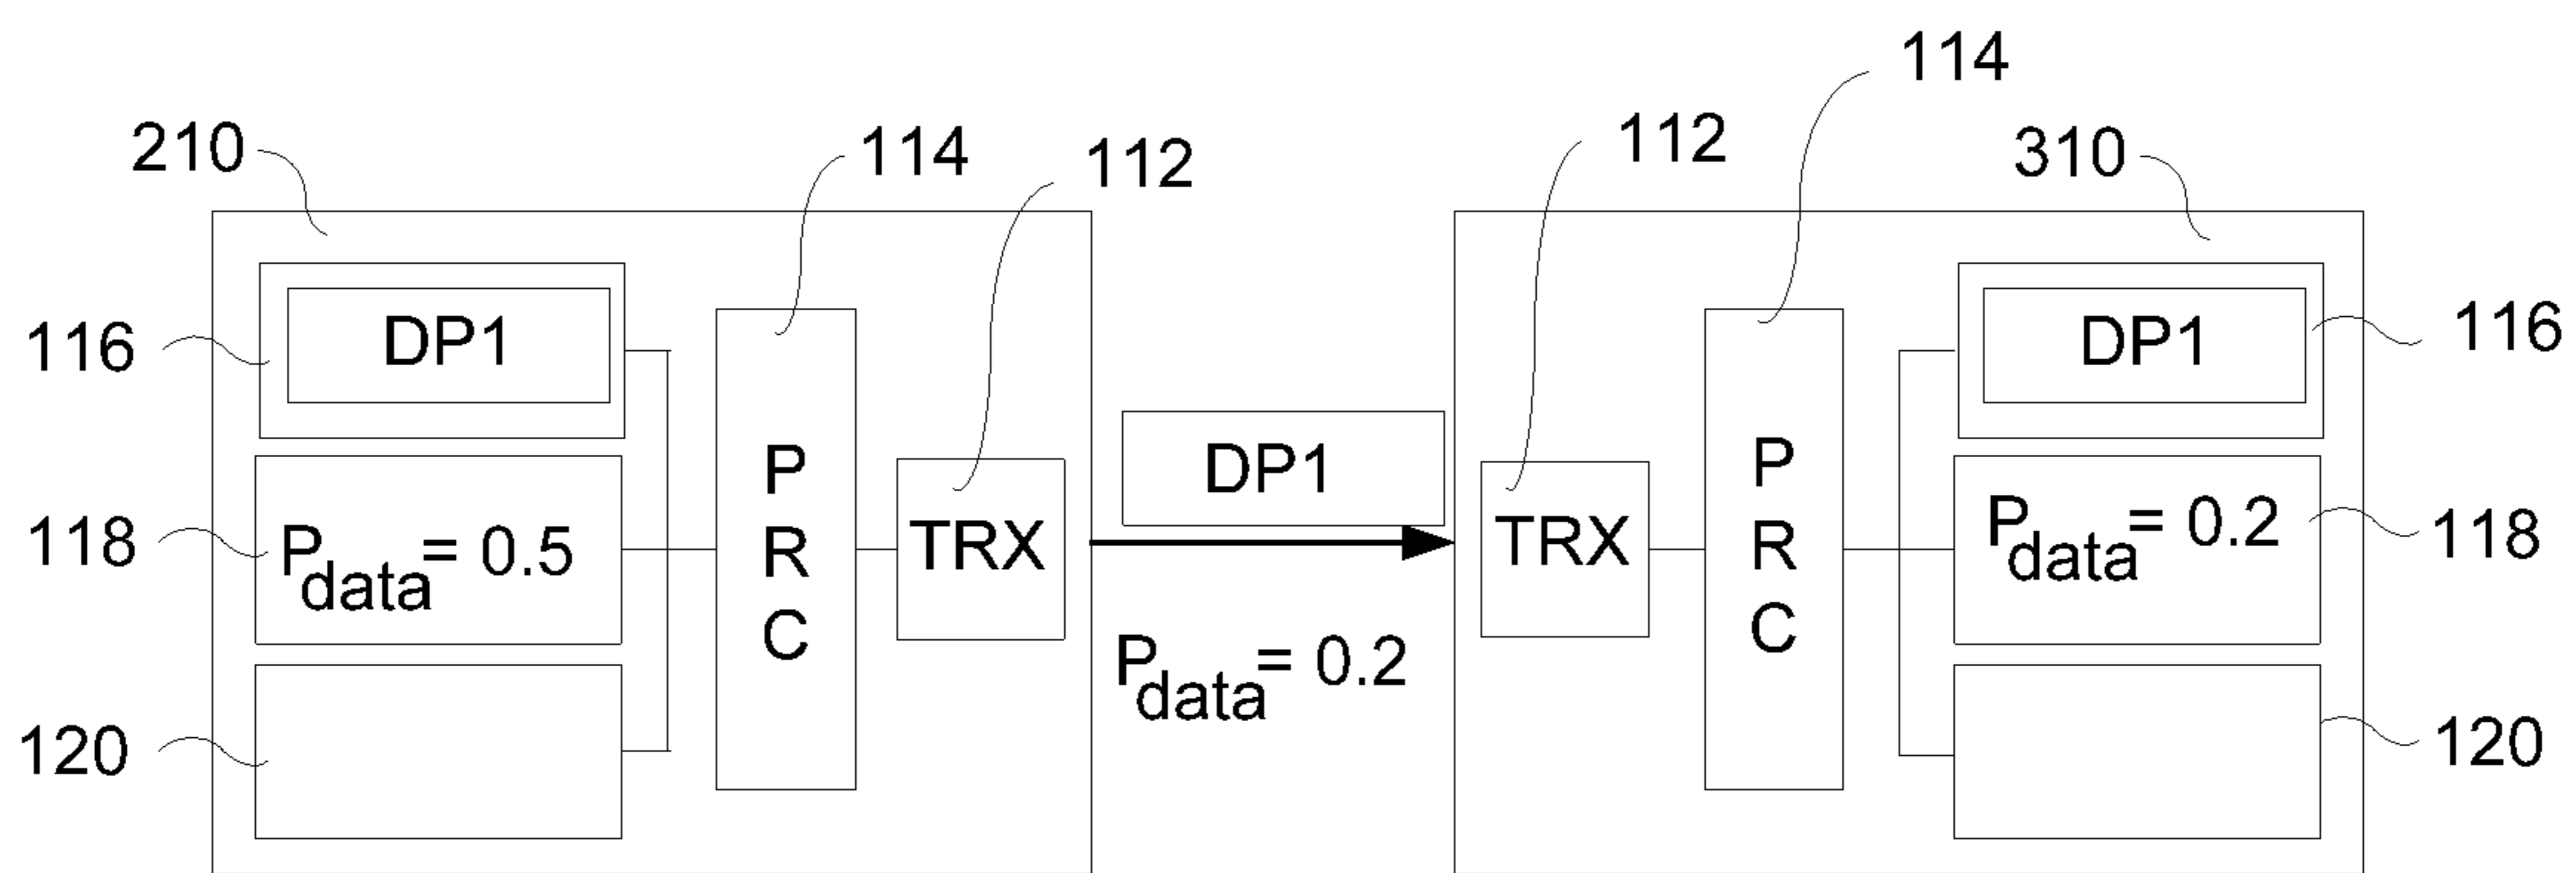 114
112
114
112
210
310
116
DP1
DP1
116
P
R
C
DP1
P
R
C
TRX
TRX
118
Pdata = 0.5
Pdata = 0.2
118
Pdata = 0.2
120
120